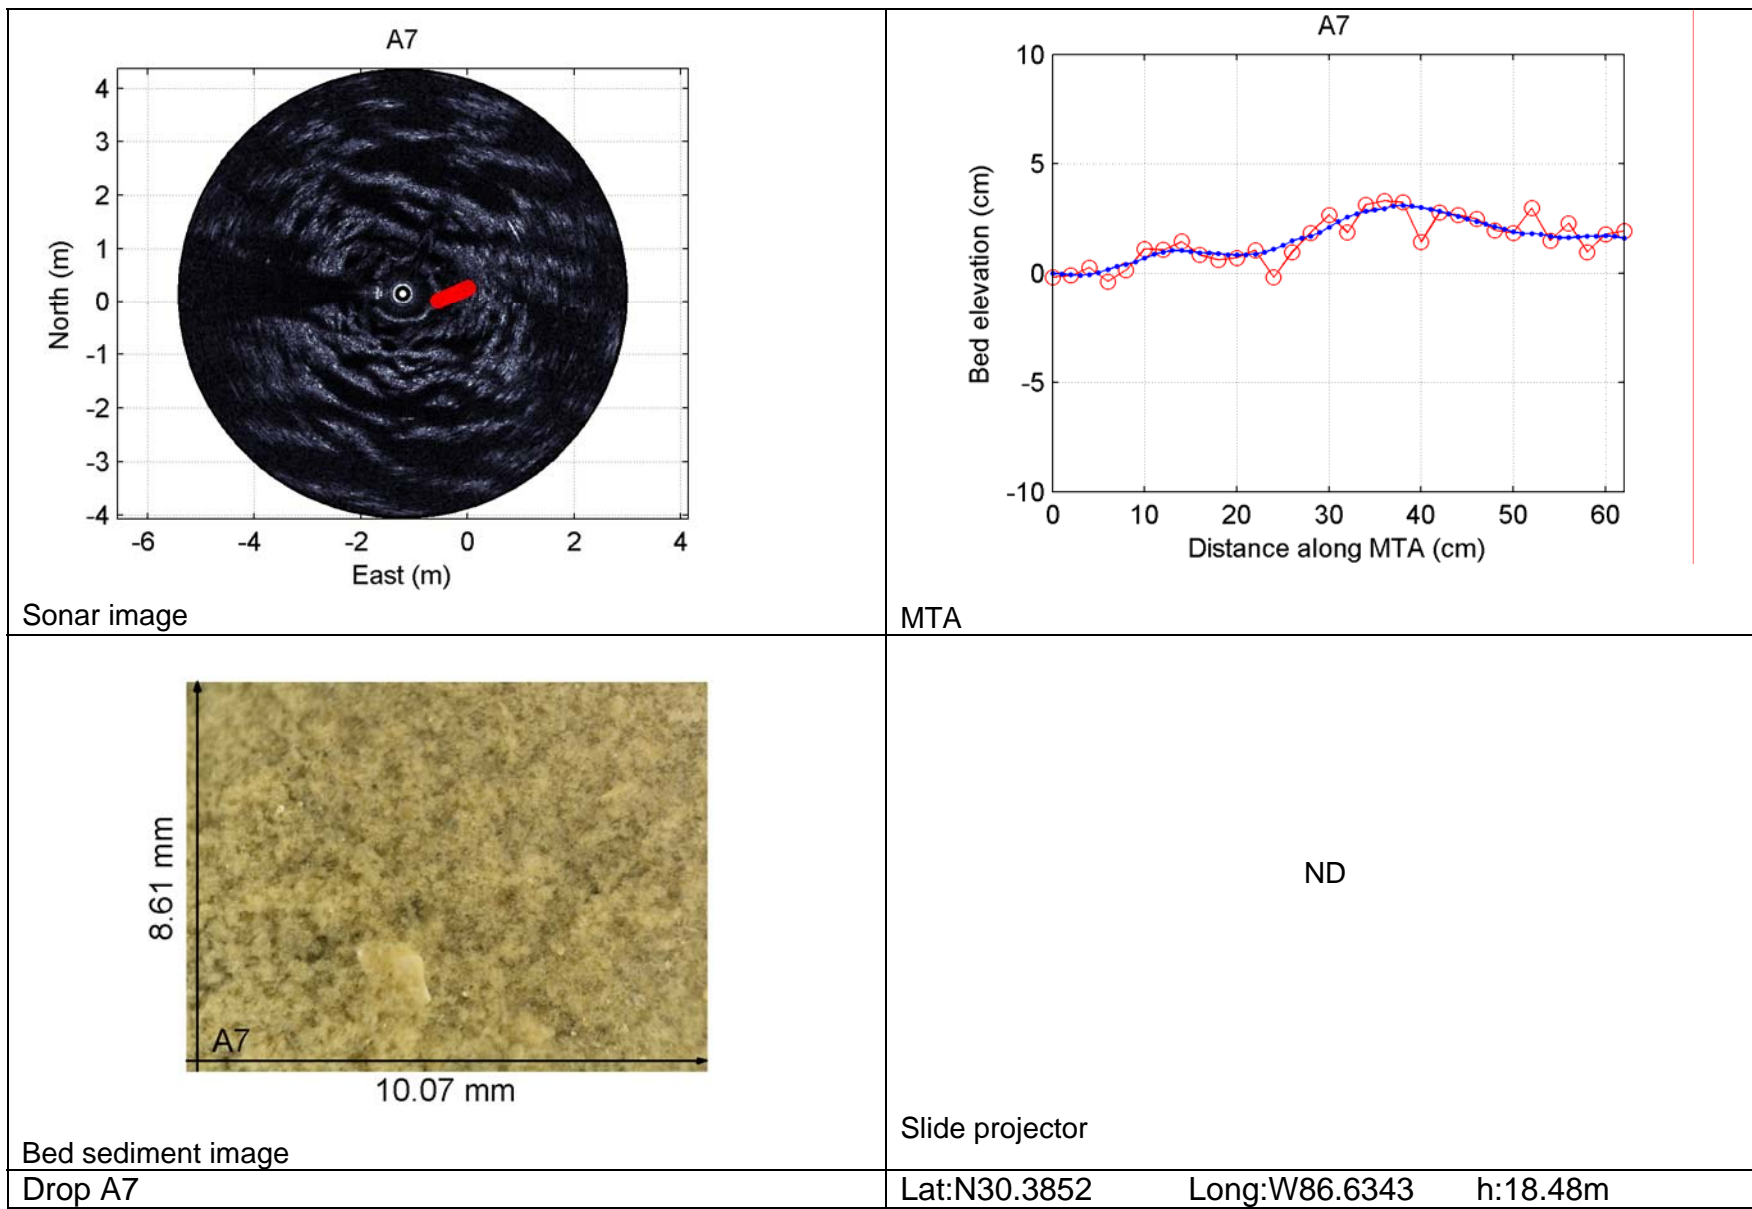 A7
4
3
2
1
0
-1
-2
-3
-4
North (m)
-6
-4
-2
0
2
4
East (m)
Sonar image
A7
10
5
0
-5
-10
Bed elevation (cm)
0
10
20
30
40
50
60
Distance along MTA (cm)
MTA
8.61 mm
A7
10.07 mm
Bed sediment image
ND
Slide projector
Drop A7
Lat:N30.3852 Long:W86.6343 h:18.48m